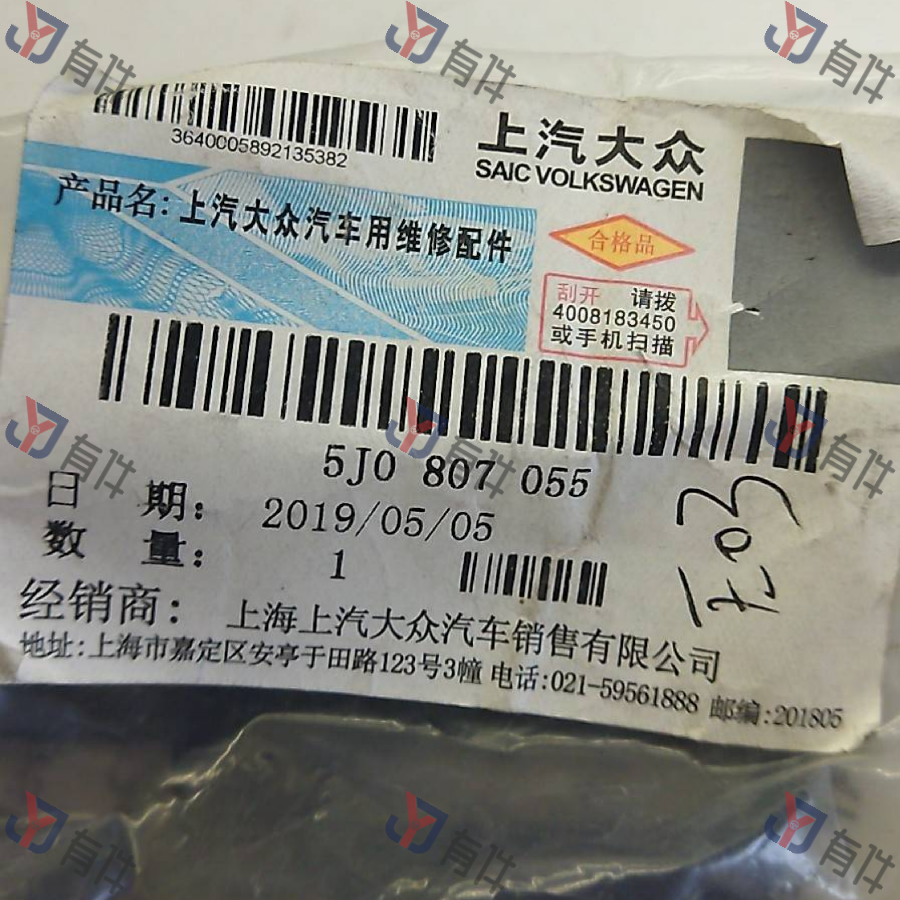 上汽大众
SAIC VOLKSWAGEN
3640005892135382
产品名: 上汽大众汽车用维修配件
合格品
刮开 请拨
4008183450
或手机扫描
5J0 807 055
日 期: 2019/05/05
数 量: 1
经销商: 上海上汽大众汽车销售有限公司
地址:上海市嘉定区安亭于田路123号3幢 电话:021-59561888 邮编:201805
有件
有件
有件
有件
有件
有件
有件
有件
有件